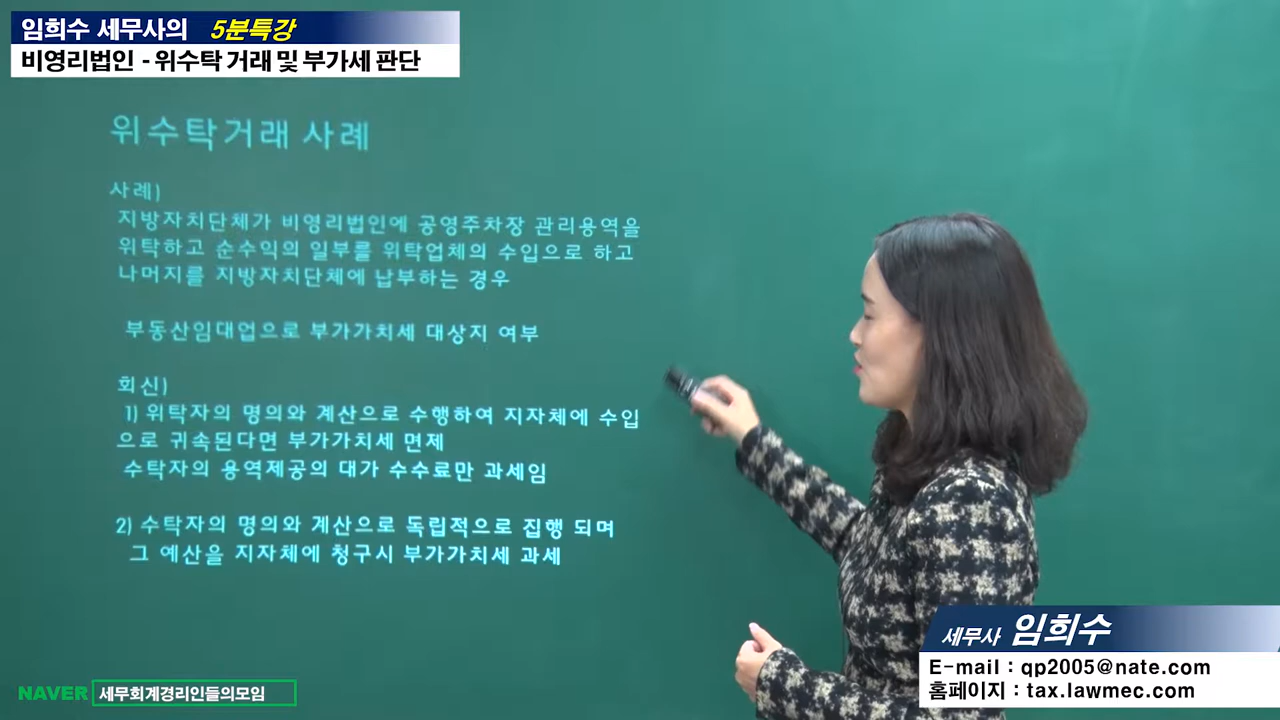 임희수 세무사의 5분특강
비영리법인 - 위수탁 거래 및 부가세 판단
위수탁거래 사례
사례)
지방자치단체가 비영리법인에 공영주차장 관리용역을
위탁하고 순수익의 일부를 위탁업체의 수입으로 하고
나머지를 지방자치단체에 납부하는 경우
부동산임대업으로 부가가치세 대상지 여부
회신)
1) 위탁자의 명의와 계산으로 수행하여 지자체에 수입
으로 귀속된다면 부가가치세 면제
수탁자의 용역제공의 대가 수수료만 과세임
2) 수탁자의 명의와 계산으로 독립적으로 집행 되며
그 예산을 지자체에 청구시 부가가치세 과세
세무사 임희수
E-mail : qp2005@nate.com
홈페이지 : tax.lawmec.com
NAVER 세무회계경리인들의모임